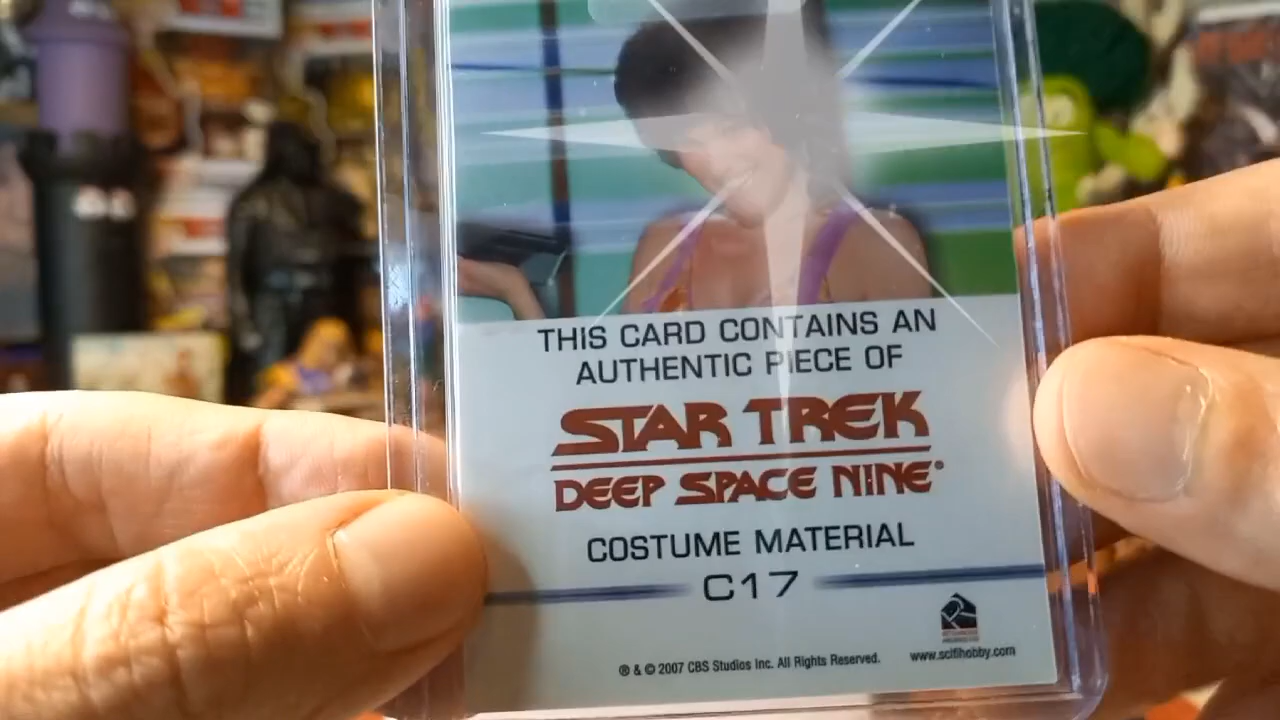 THIS CARD CONTAINS AN
AUTHENTIC PIECE OF
STAR TREK
DEEP SPACE NINE®
COSTUME MATERIAL
C17
® & © 2007 CBS Studios Inc. All Rights Reserved.
www.scifihobby.com